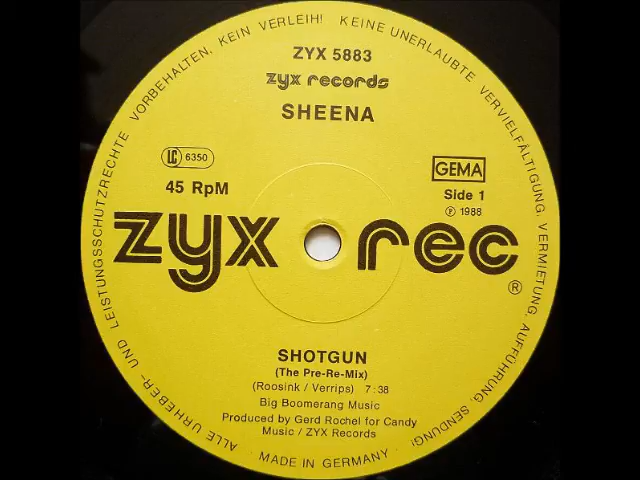 ALLE URHEBER- UND LEISTUNGSSCHUTZRECHTE VORBEHALTEN. KEIN VERLEIH! KEINE UNERLAUBTE VERVIELFÄLTIGUNG, VERMIETUNG, AUFFÜHRUNG, SENDUNG!
ZYX 5883
zyx records
SHEENA
LC 6350
GEMA
45 RpM
Side 1
℗ 1988
zyx rec
®
SHOTGUN
(The Pre-Re-Mix)
(Roosink / Verrips) 7:38
Big Boomerang Music
Produced by Gerd Rochel for Candy
Music / ZYX Records
MADE IN GERMANY